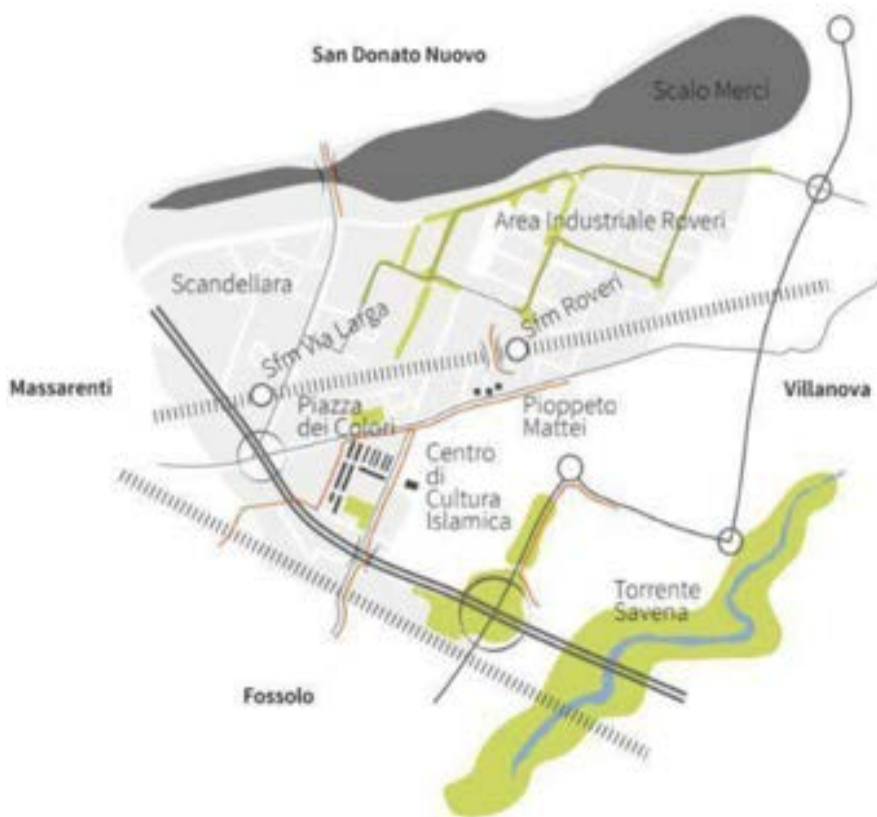 San Donato Nuovo
Scalo Merci
Area Industriale Roveri
Scandellara
Sfm Via Larga
Sfm Roveri
Massarenti
Villanova
Piazza
dei Colori
Pioppeto
Mattei
Centro
di
Cultura
Islamica
Torrente
Savena
Fossolo